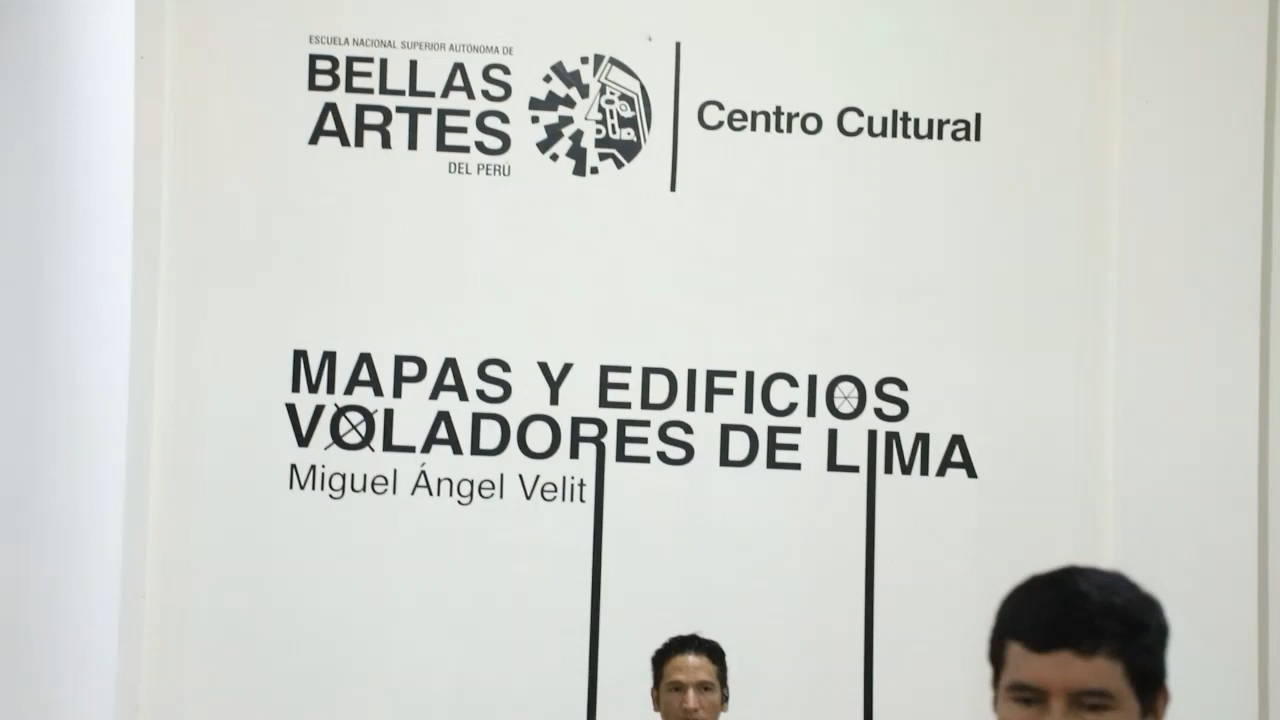 ESCUELA NACIONAL SUPERIOR AUTÓNOMA DE
BELLAS
ARTES
DEL PERÚ
Centro Cultural
MAPAS Y EDIFICIOS
VOLADORES DE LIMA
Miguel Ángel Velit